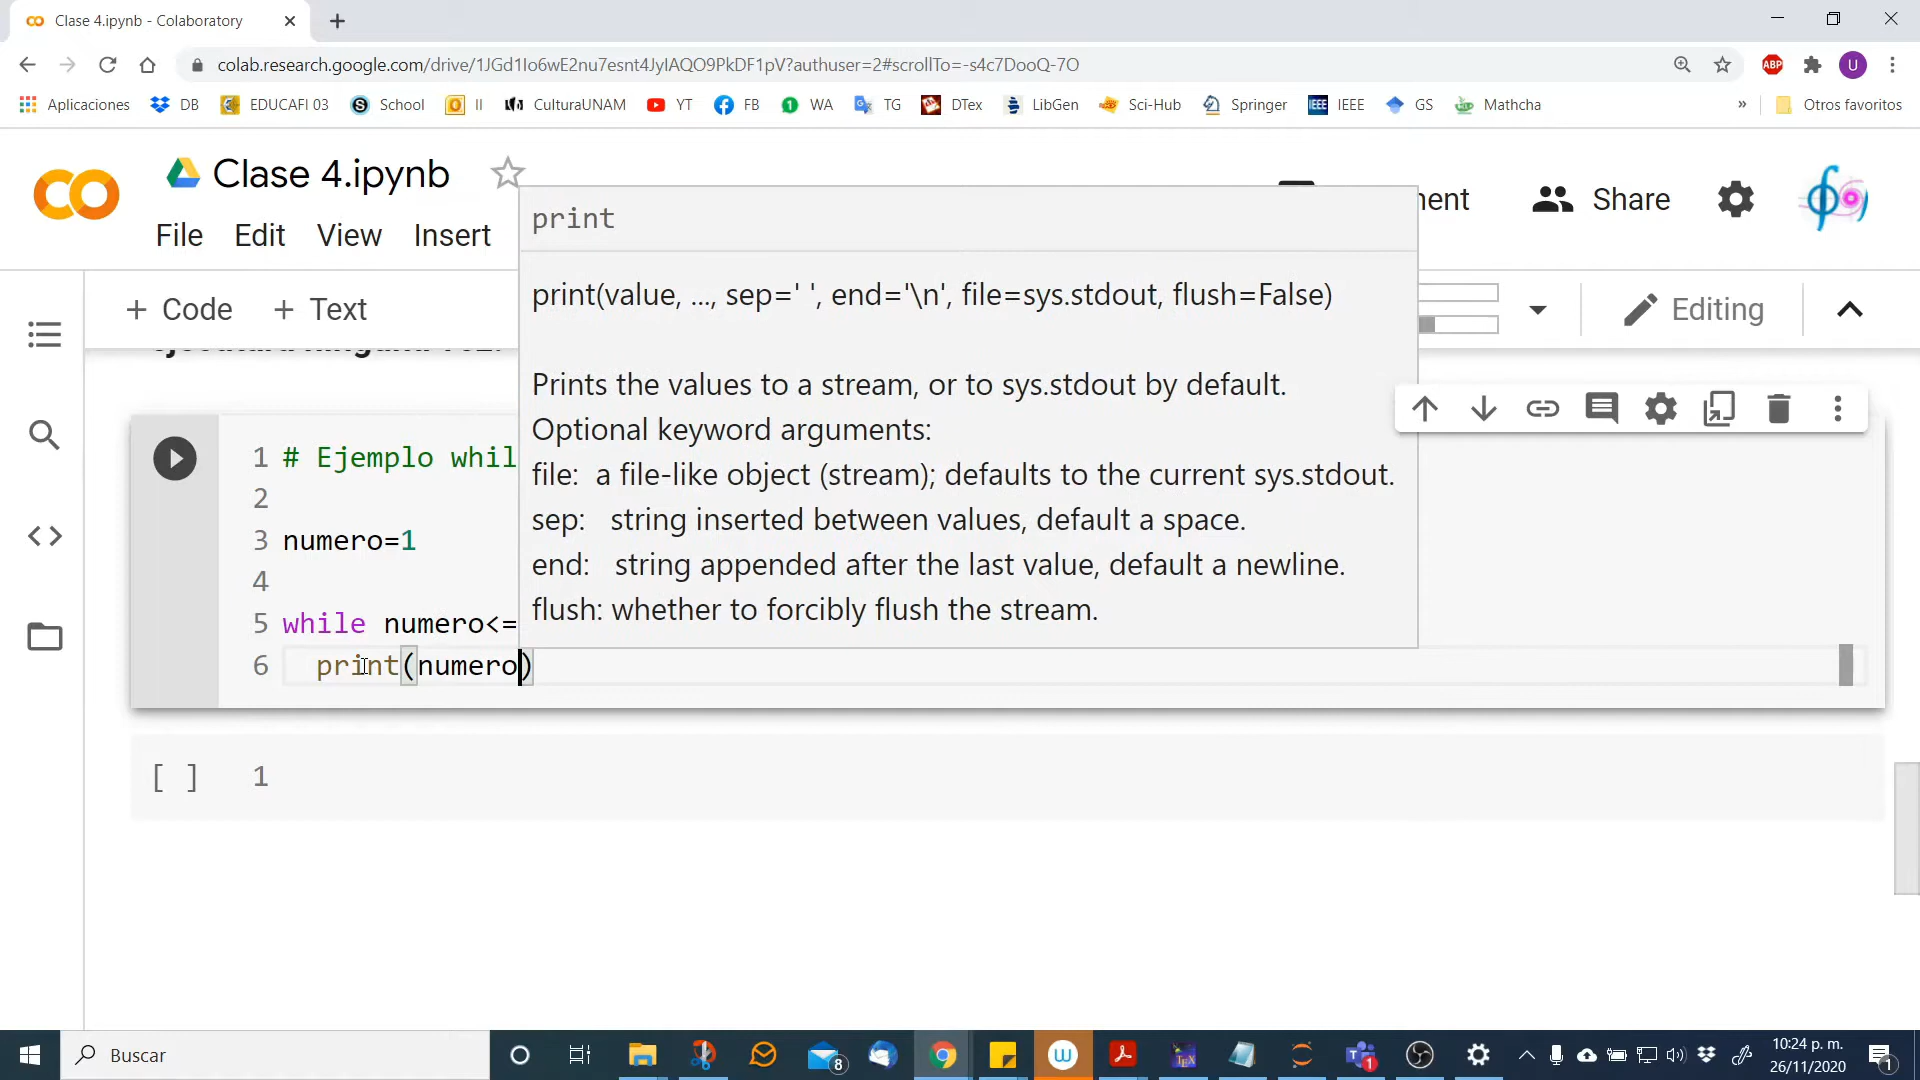 Clase 4.ipynb - Colaboratory
colab.research.google.com/drive/1JGd1Io6wE2nu7esnt4JyIAQO9PkDF1pV?authuser=2#scrollTo=-s4c7DooQ-7O
ABP
U
Aplicaciones DB EDUCAFI 03 School II CulturaUNAM YT FB WA TG DTex LibGen Sci-Hub Springer IEEE GS Mathcha » Otros favoritos
Clase 4.ipynb
File Edit View Insert
Share
print
+ Code + Text
Editing
print(value, ..., sep=' ', end='\n', file=sys.stdout, flush=False)
Prints the values to a stream, or to sys.stdout by default.
Optional keyword arguments:
file: a file-like object (stream); defaults to the current sys.stdout.
sep: string inserted between values, default a space.
end: string appended after the last value, default a newline.
flush: whether to forcibly flush the stream.
1 # Ejemplo whil
2
3 numero=1
4
5 while numero<=
6 print(numero)
[ ] 1
Buscar
8
1
10:24 p. m.
26/11/2020
1